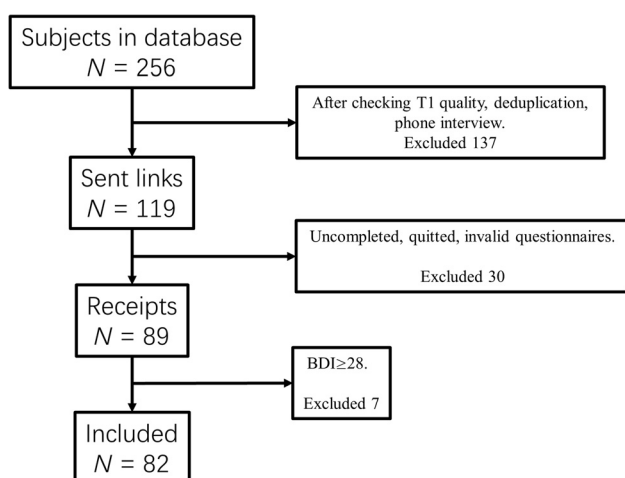 Subjects in database
N = 256
After checking T1 quality, deduplication,
phone interview.
Excluded 137
Sent links
N = 119
Uncompleted, quitted, invalid questionnaires.
Excluded 30
Receipts
N = 89
BDI≥28.
Excluded 7
Included
N = 82